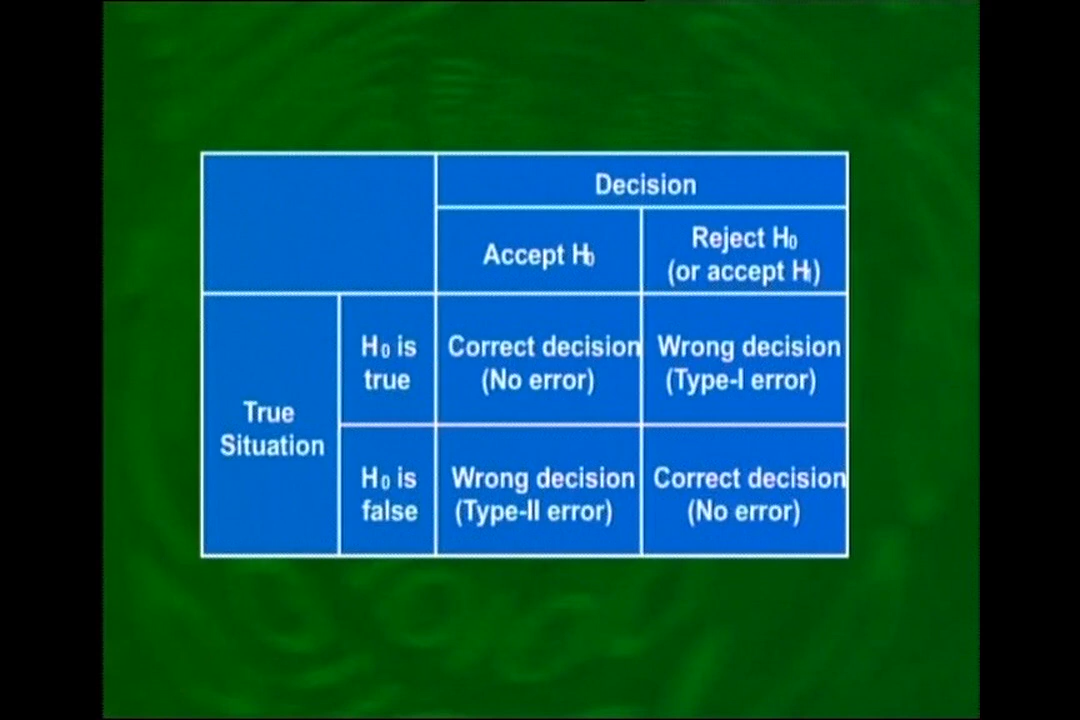 Decision
Accept H0
Reject H0
(or accept H1)
True
Situation
H0 is
true
Correct decision
(No error)
Wrong decision
(Type-I error)
H0 is
false
Wrong decision
(Type-II error)
Correct decision
(No error)